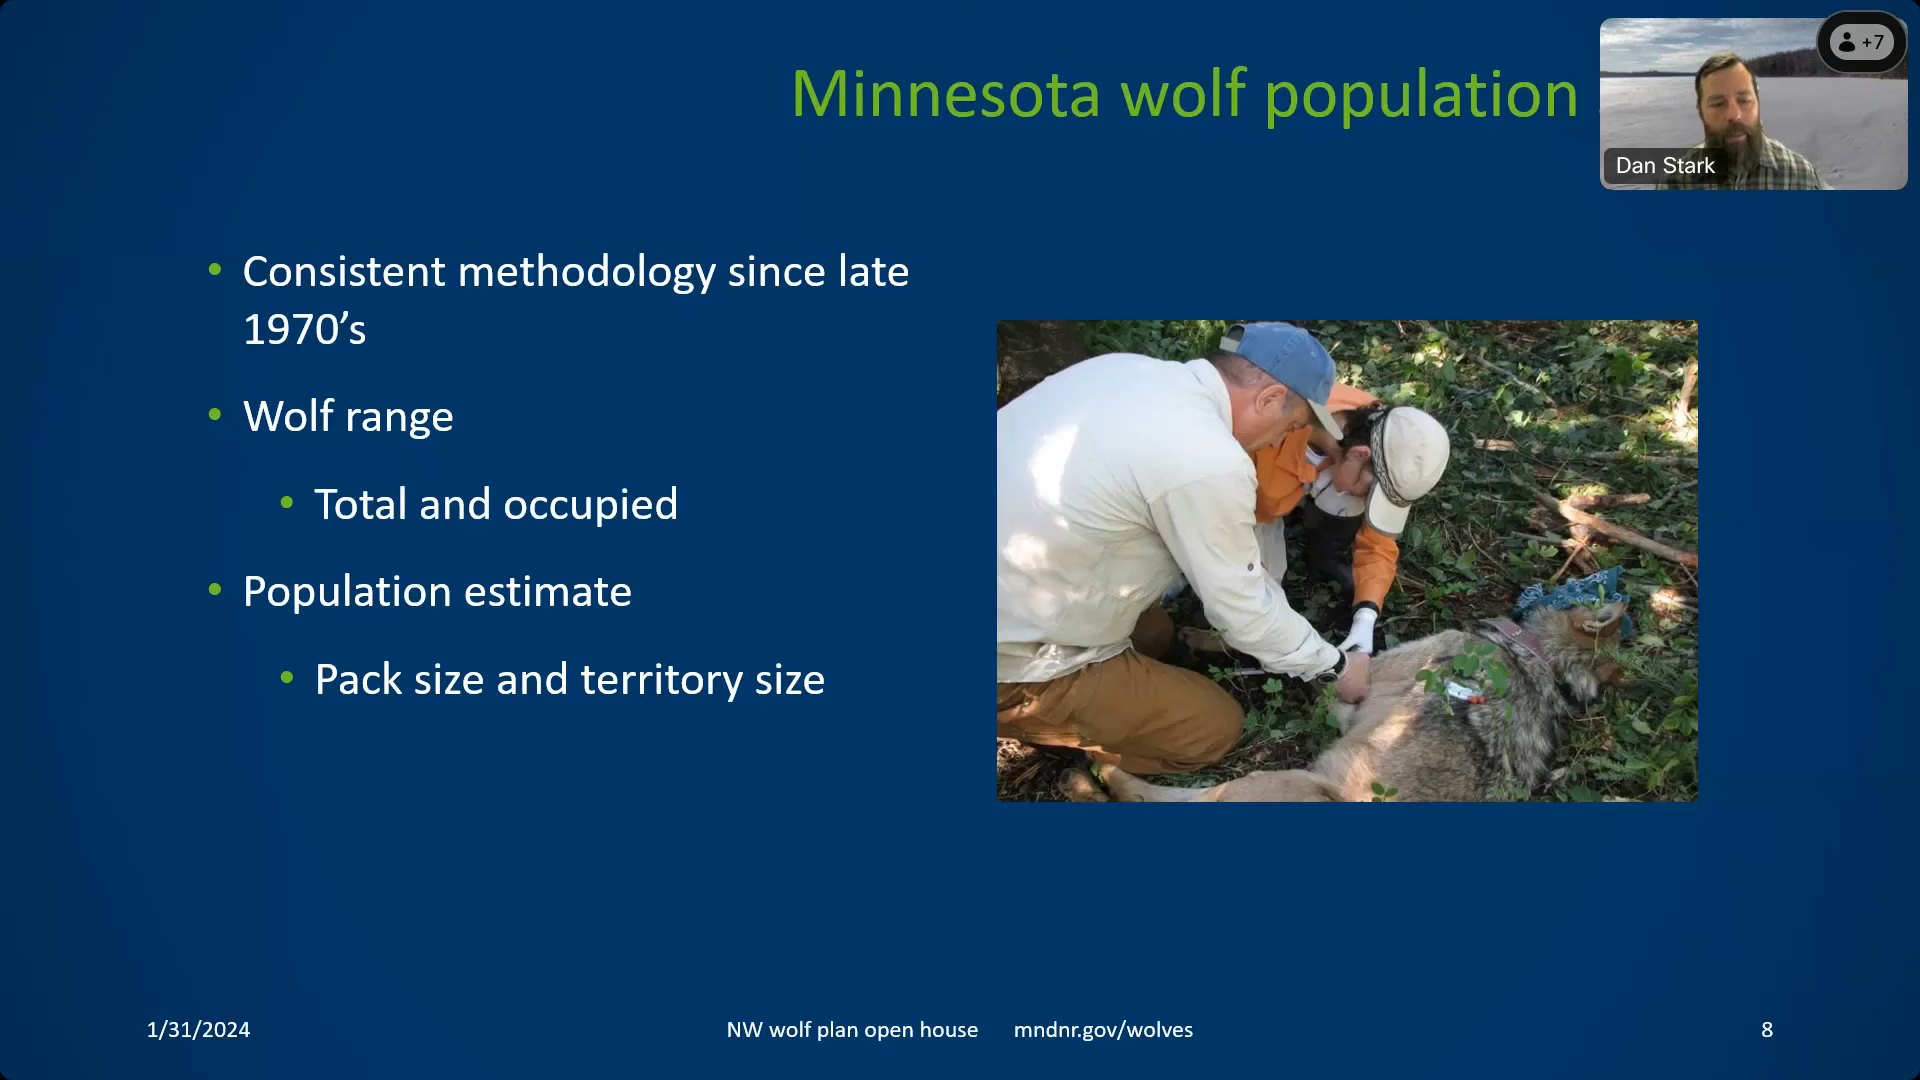 Minnesota wolf population
+7
Dan Stark
• Consistent methodology since late
1970’s
• Wolf range
• Total and occupied
• Population estimate
• Pack size and territory size
1/31/2024
NW wolf plan open house mndnr.gov/wolves
8